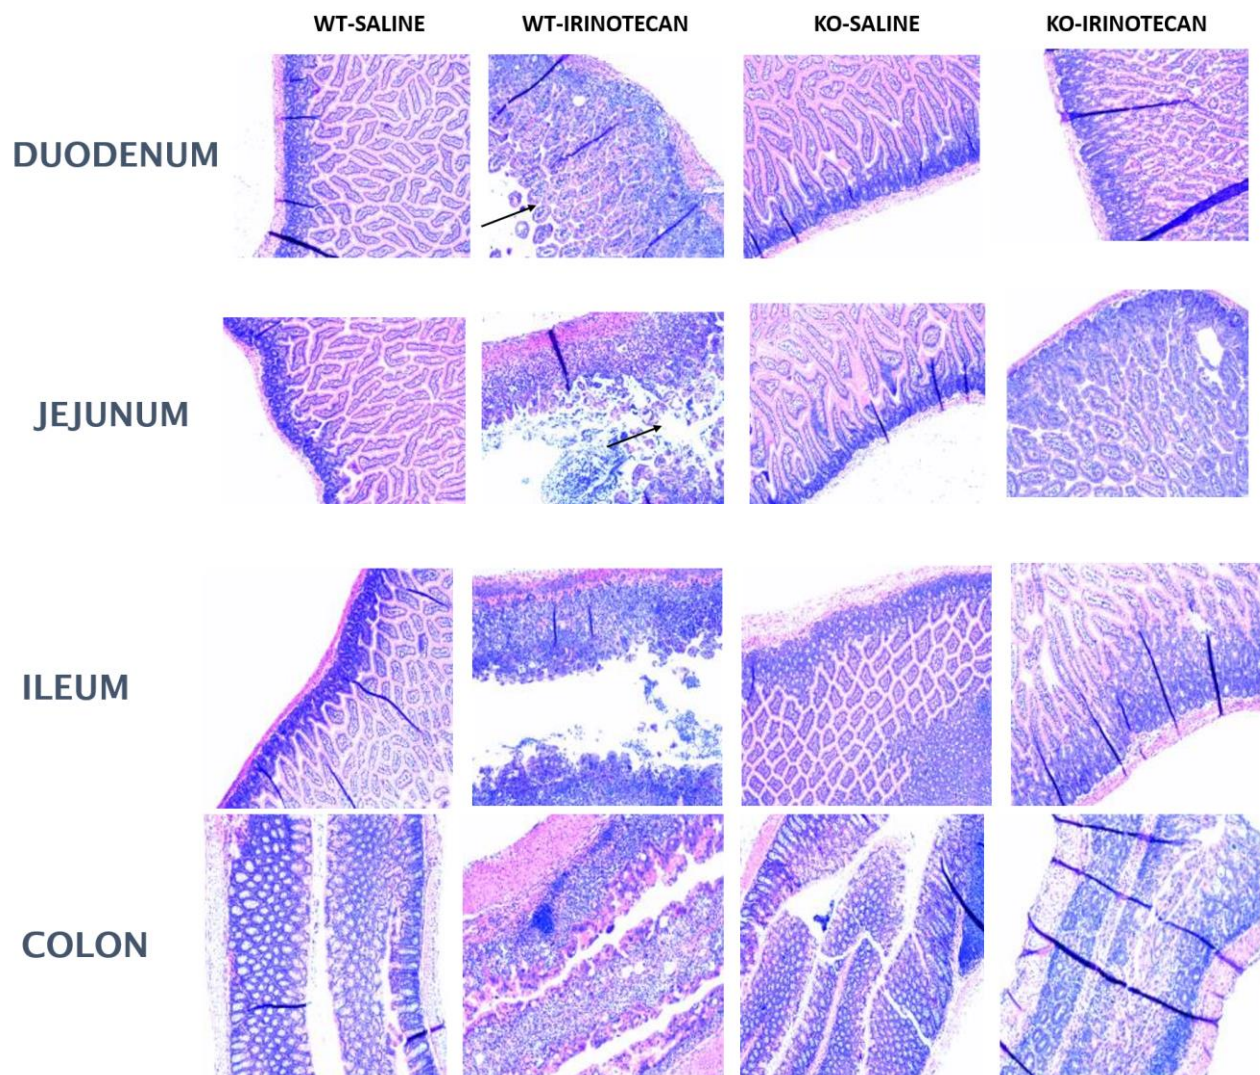 WT-SALINE WT-IRINOTECAN KO-SALINE KO-IRINOTECAN
DUODENUM
JEJUNUM
ILEUM
COLON